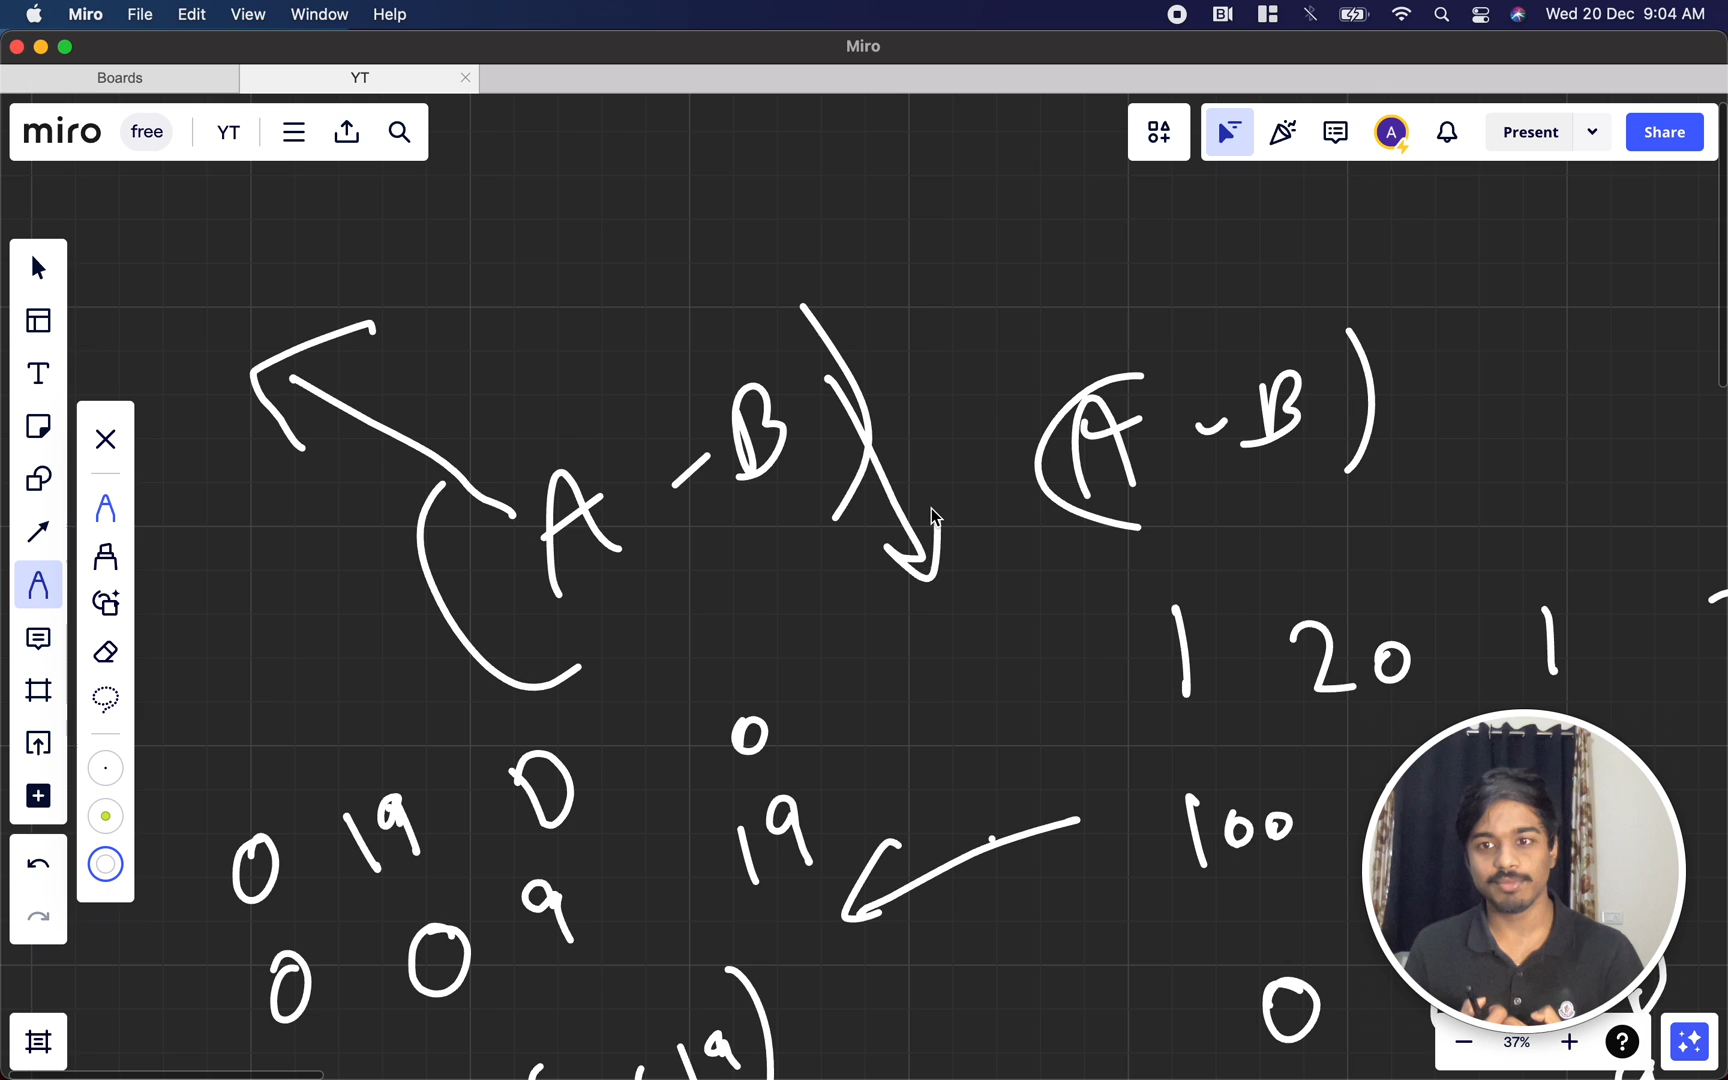 Miro File Edit View Window Help
Wed 20 Dec 9:04 AM
Miro
Boards
YT
miro free YT
A
Present
Share
A - B ) (A - B)
1 20 1
0
0 19 0
19
100
9
0 0
0
19
37%
?